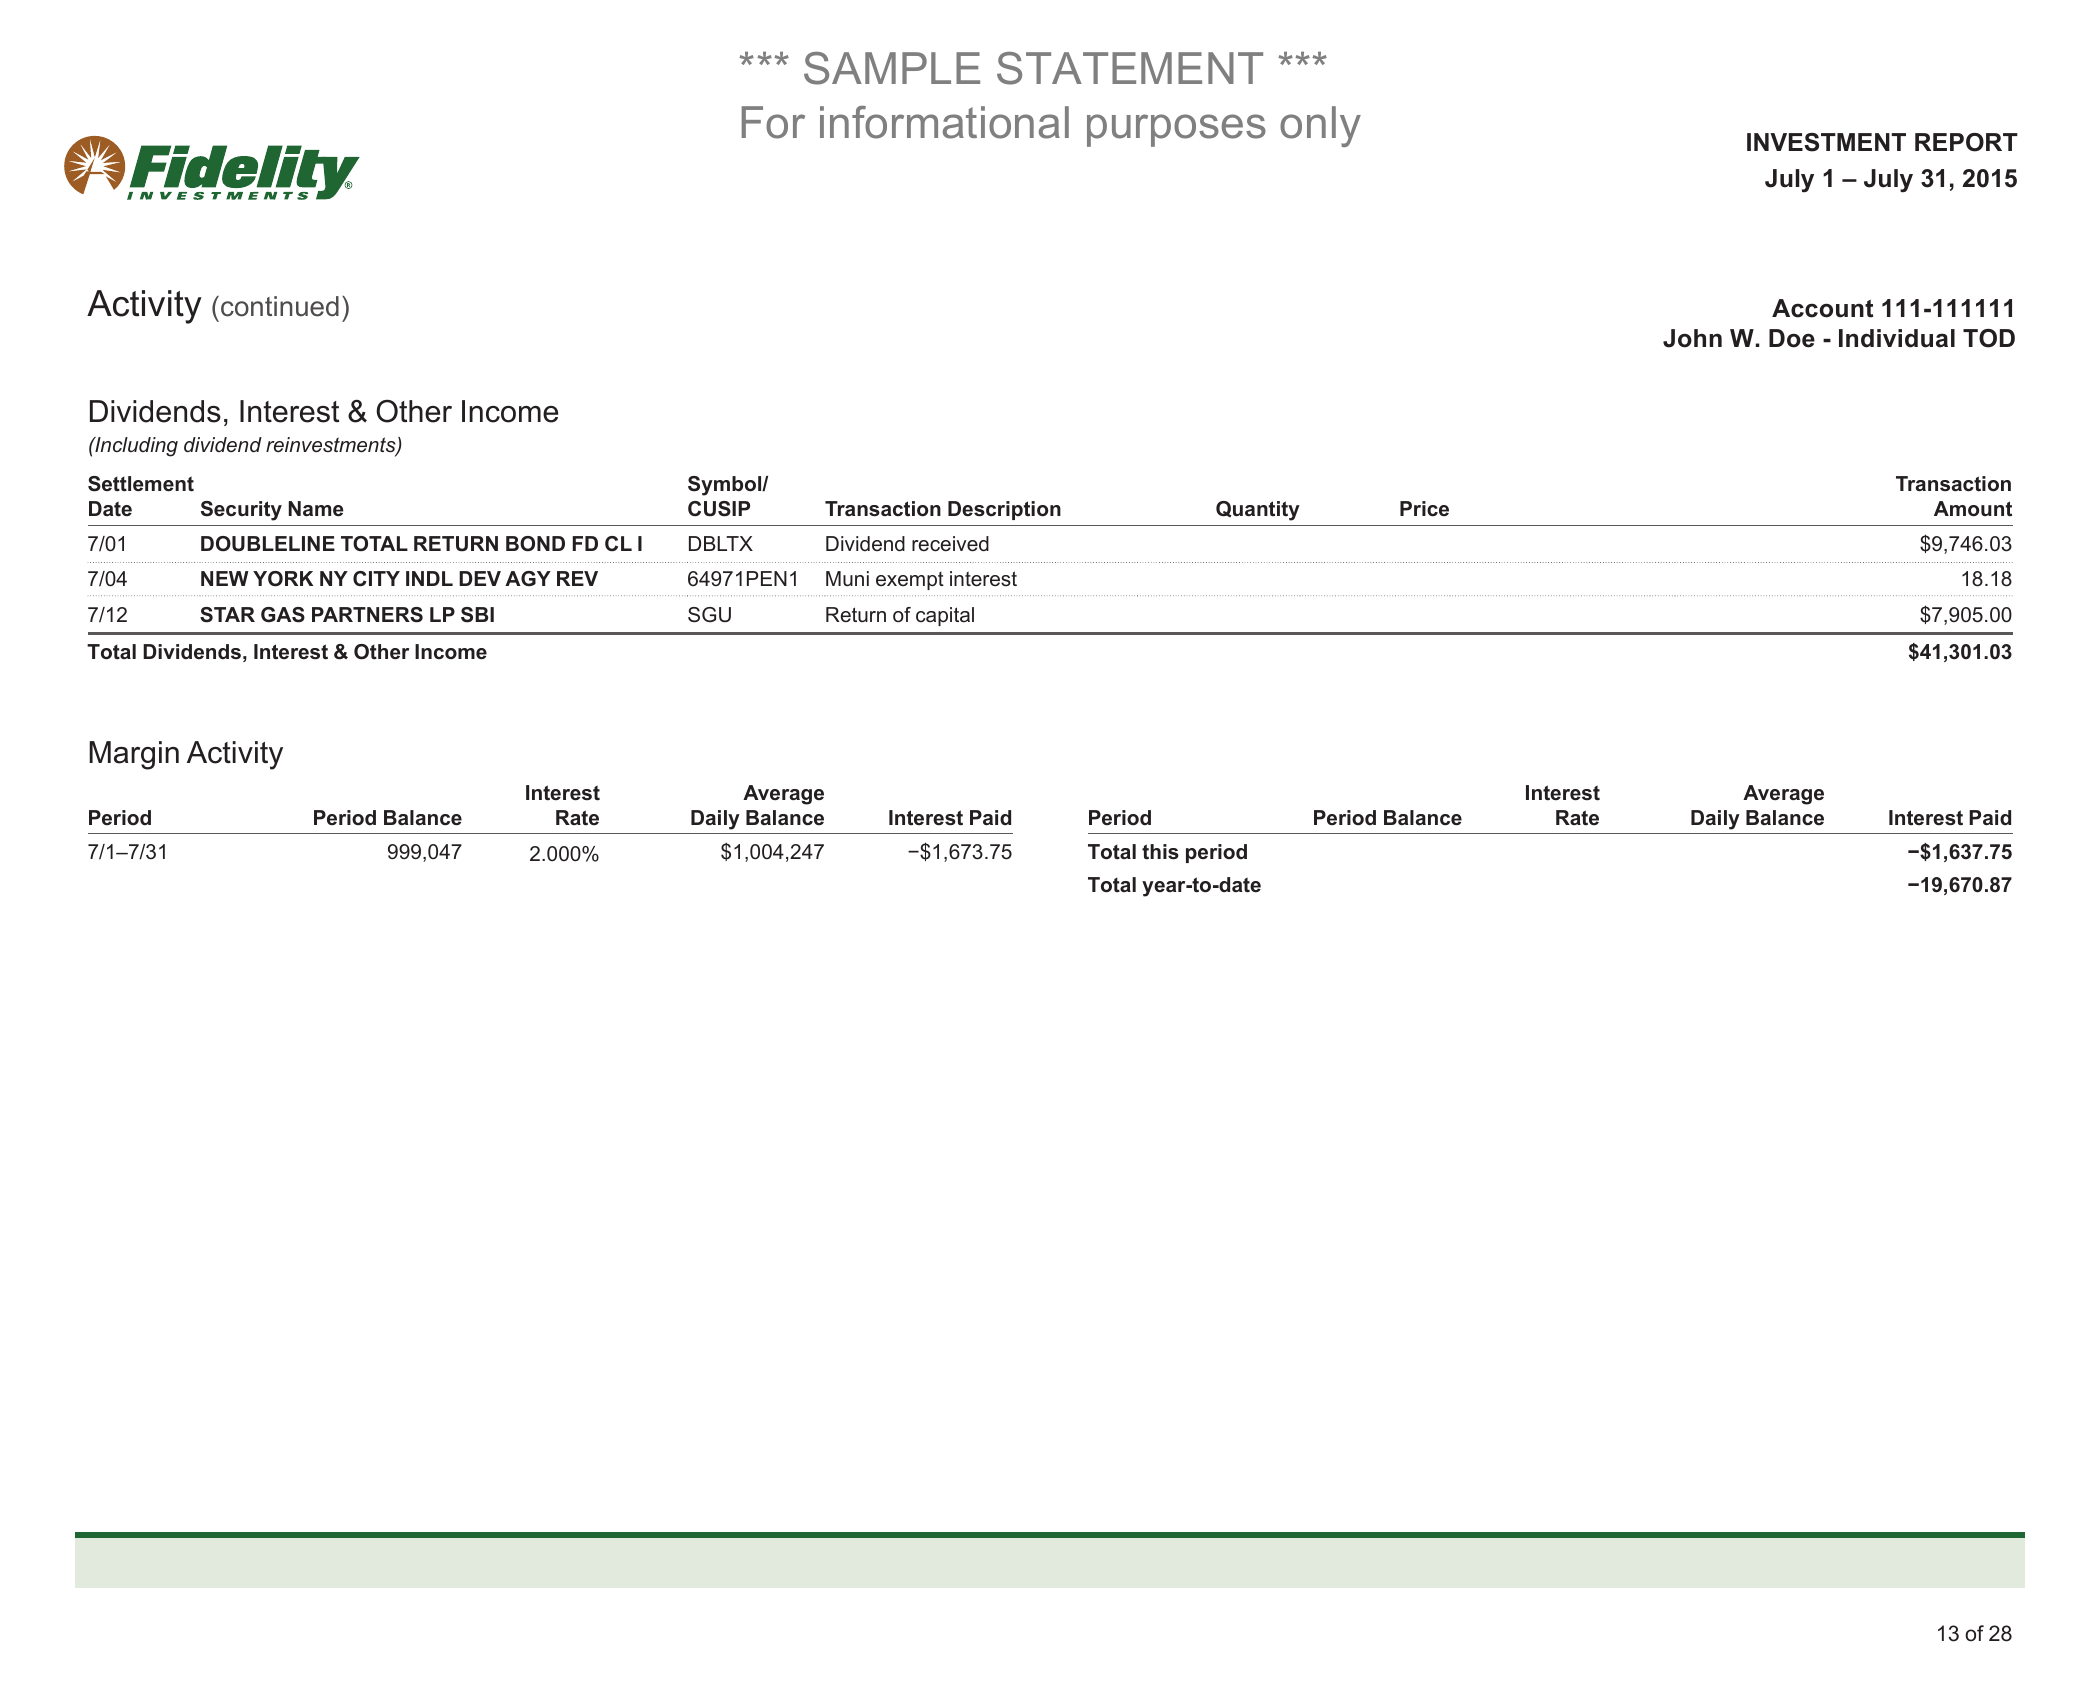 *** SAMPLE STATEMENT ***
For informational purposes only
Fidelity®
INVESTMENTS
INVESTMENT REPORT
July 1 – July 31, 2015
Activity (continued)
Account 111-111111
John W. Doe - Individual TOD
Dividends, Interest & Other Income
(Including dividend reinvestments)
Settlement Symbol/ Transaction
Date Security Name CUSIP Transaction Description Quantity Price Amount
7/01 DOUBLELINE TOTAL RETURN BOND FD CL I DBLTX Dividend received $9,746.03
7/04 NEW YORK NY CITY INDL DEV AGY REV 64971PEN1 Muni exempt interest 18.18
7/12 STAR GAS PARTNERS LP SBI SGU Return of capital $7,905.00
Total Dividends, Interest & Other Income $41,301.03
Margin Activity
Interest Average Interest Average
Period Period Balance Rate Daily Balance Interest Paid Period Period Balance Rate Daily Balance Interest Paid
7/1–7/31 999,047 2.000% $1,004,247 −$1,673.75 Total this period −$1,637.75
Total year-to-date −19,670.87
13 of 28